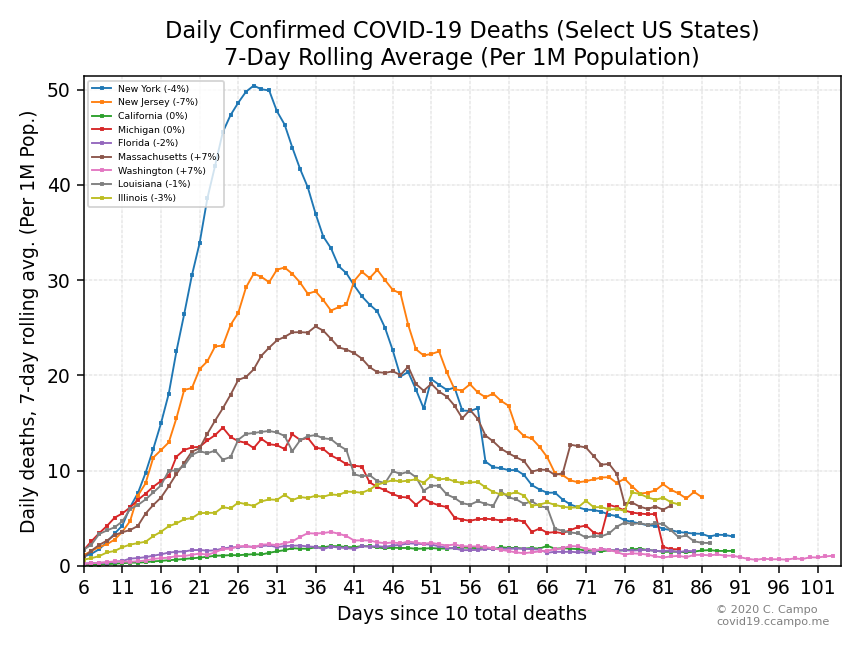 Daily Confirmed COVID-19 Deaths (Select US States)
7-Day Rolling Average (Per 1M Population)
Daily deaths, 7-day rolling avg. (Per 1M Pop.)
50
40
30
20
10
0
New York (-4%)
New Jersey (-7%)
California (0%)
Michigan (0%)
Florida (-2%)
Massachusetts (+7%)
Washington (+7%)
Louisiana (-1%)
Illinois (-3%)
6 11 16 21 26 31 36 41 46 51 56 61 66 71 76 81 86 91 96 101
Days since 10 total deaths
© 2020 C. Campo
covid19.ccampo.me